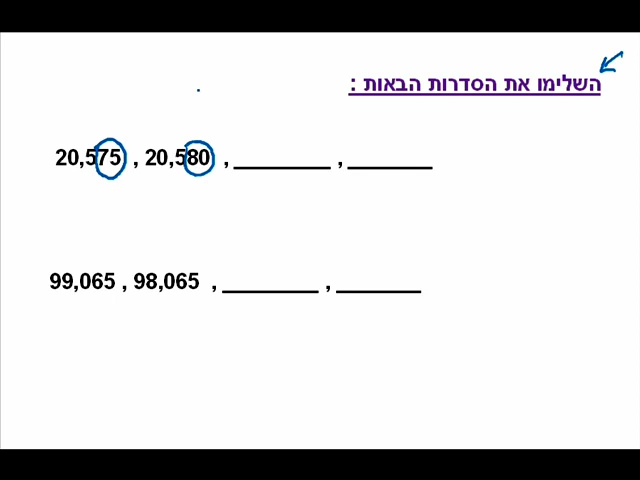 השלימו את הסדרות הבאות :
20,575 , 20,580 , ________ , _______
99,065 , 98,065 , ________ , _______